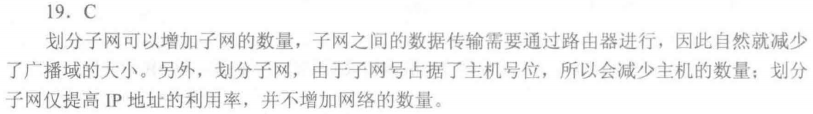 19. C
划分子网可以增加子网的数量，子网之间的数据传输需要通过路由器进行，因此自然就减少
了广播域的大小。另外，划分子网，由于子网号占据了主机号位，所以会减少主机的数量；划分
子网仅提高 IP 地址的利用率，并不增加网络的数量。